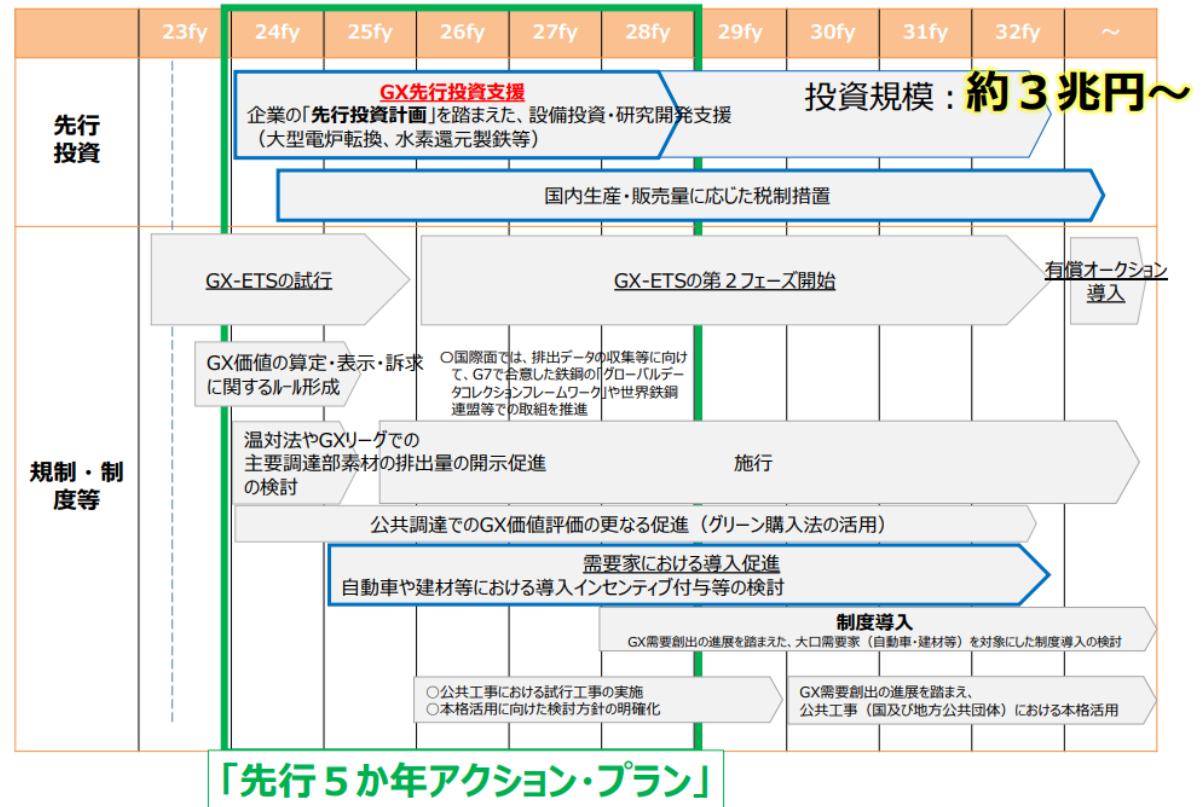 23fy
24fy
25fy
26fy
27fy
28fy
29fy
30fy
31fy
32fy
～
先行
投資
GX先行投資支援
企業の「先行投資計画」を踏まえた、設備投資・研究開発支援
（大型電炉転換、水素還元製鉄等）
投資規模：約３兆円～
国内生産・販売量に応じた税制措置
規制・制
度等
GX-ETSの試行
GX-ETSの第２フェーズ開始
有償オークション
導入
GX価値の算定・表示・訴求
に関するルール形成
○国際面では、排出データの収集等に向け
て、G7で合意した鉄鋼の「グローバルデー
タコレクションフレームワーク」や世界鉄鋼
連盟等での取組を推進
温対法やGXリーグでの
主要調達部素材の排出量の開示促進
の検討
施行
公共調達でのGX価値評価の更なる促進（グリーン購入法の活用）
需要家における導入促進
自動車や建材等における導入インセンティブ付与等の検討
制度導入
GX需要創出の進展を踏まえた、大口需要家（自動車・建材等）を対象にした制度導入の検討
○公共工事における試行工事の実施
○本格活用に向けた検討方針の明確化
GX需要創出の進展を踏まえ、
公共工事（国及び地方公共団体）における本格活用
「先行５か年アクション・プラン」